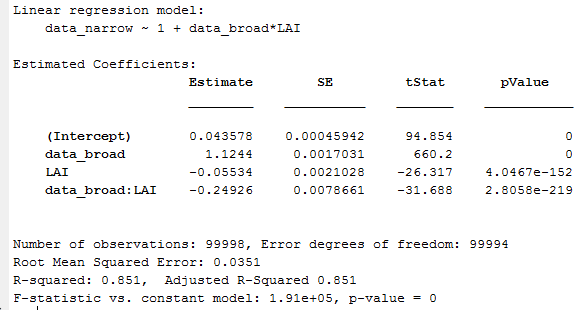 Linear regression model:
data_narrow ~ 1 + data_broad*LAI
Estimated Coefficients:
Estimate SE tStat pValue
(Intercept) 0.043578 0.00045942 94.854 0
data_broad 1.1244 0.0017031 660.2 0
LAI -0.05534 0.0021028 -26.317 4.0467e-152
data_broad:LAI -0.24926 0.0078661 -31.688 2.8058e-219
Number of observations: 99998, Error degrees of freedom: 99994
Root Mean Squared Error: 0.0351
R-squared: 0.851, Adjusted R-Squared 0.851
F-statistic vs. constant model: 1.91e+05, p-value = 0